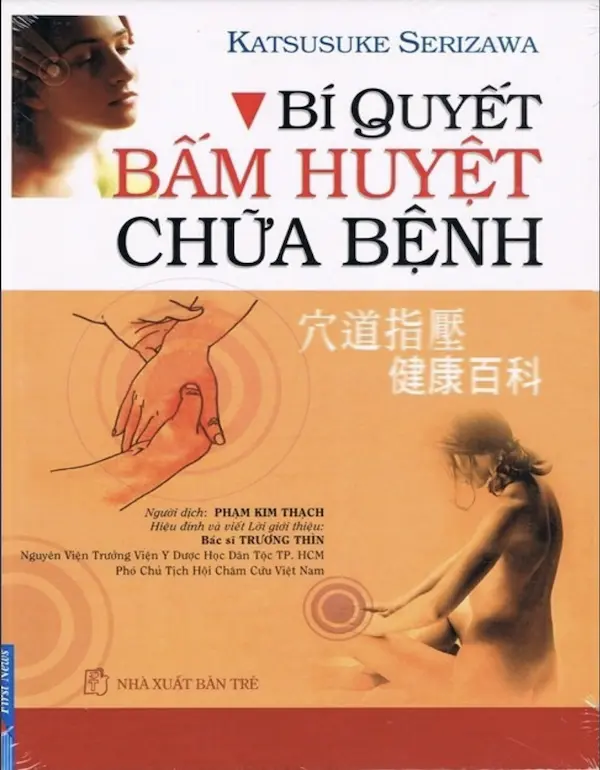 KATSUSUKE SERIZAWA
BÍ QUYẾT
BẤM HUYỆT
CHỮA BỆNH
穴道指壓
健康百科
Người dịch: PHẠM KIM THẠCH
Hiệu đính và viết Lời giới thiệu:
Bác sĩ TRƯƠNG THÌN
Nguyên Viện Trưởng Viện Y Dược Học Dân Tộc TP. HCM
Phó Chủ Tịch Hội Châm Cứu Việt Nam
First News
NHÀ XUẤT BẢN TRẺ